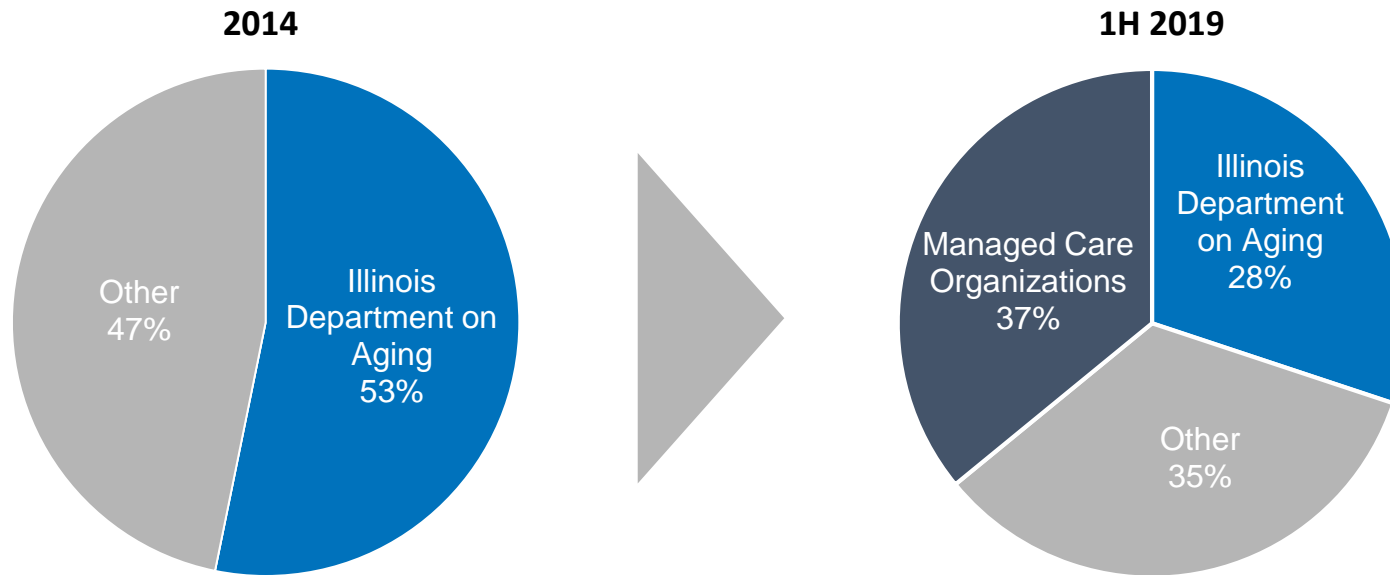 2014
Other
47%
Illinois
Department on
Aging
53%
1H 2019
Managed Care
Organizations
37%
Illinois
Department
on Aging
28%
Other
35%